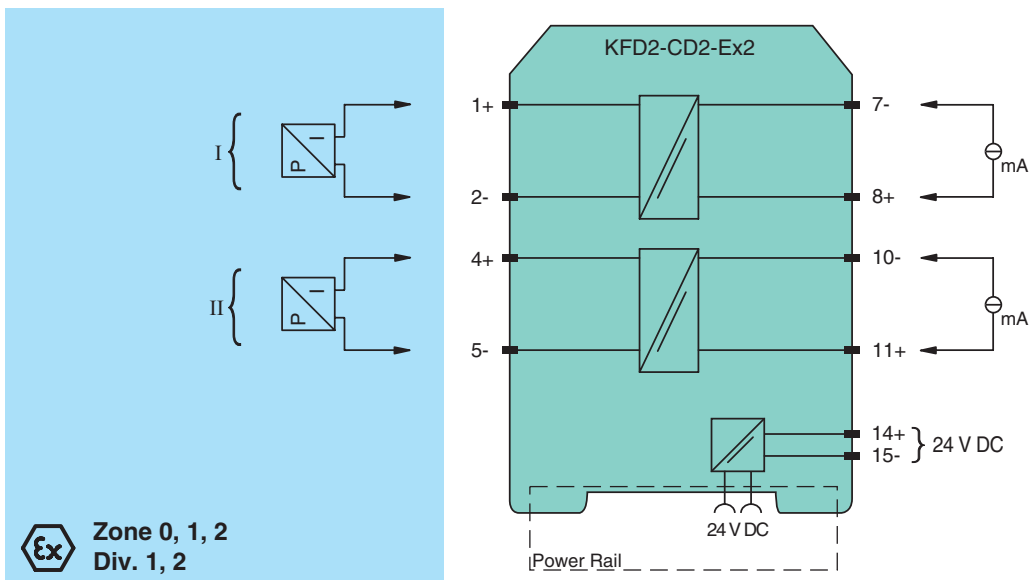 KFD2-CD2-Ex2
1+
7-
I
P
I
mA
2-
8+
4+
10-
II
P
I
mA
5-
11+
14+
15-
24 V DC
24 V DC
Power Rail
Ex
Zone 0, 1, 2
Div. 1, 2